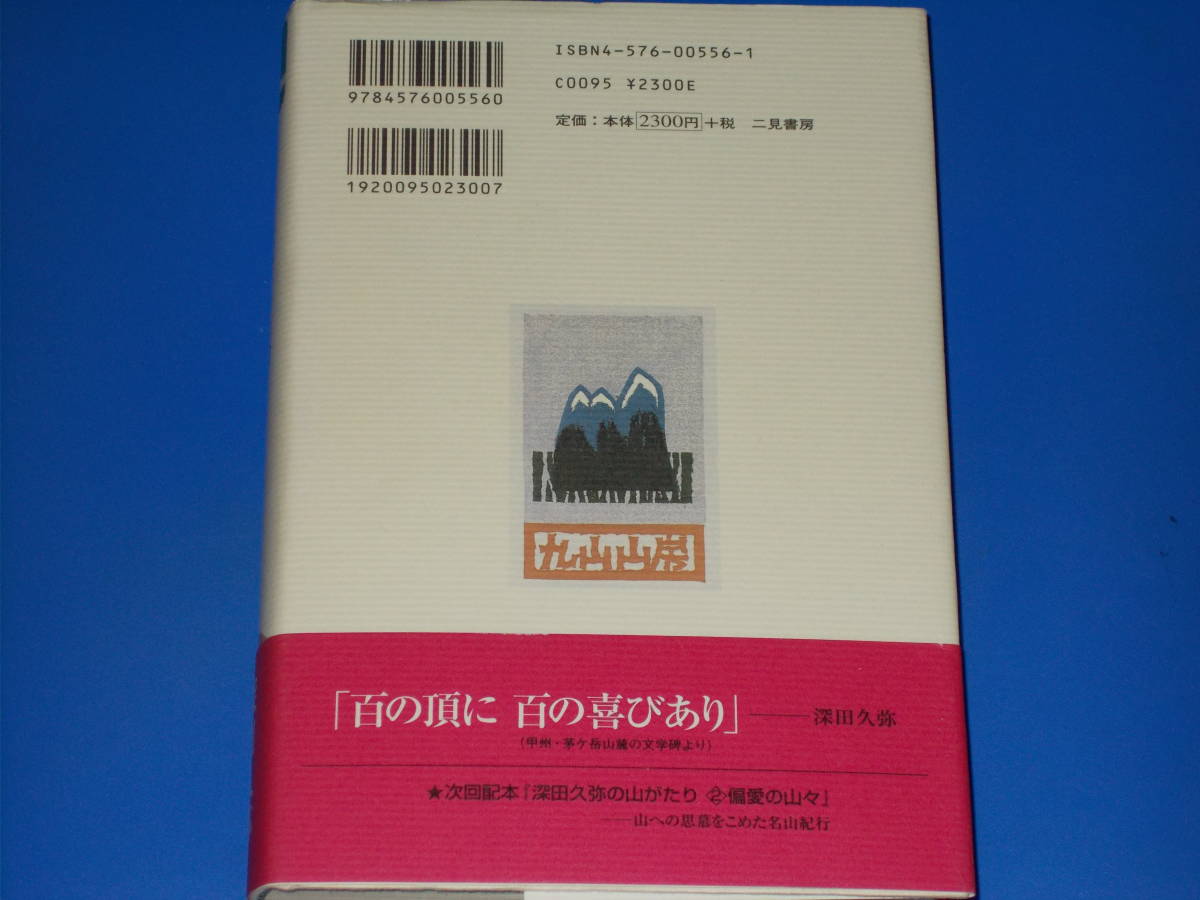 ISBN4-576-00556-1
9784576005560
C0095 ¥2300E
定価：本体2300円+税 二見書房
1920095023007
九山山房
「百の頂に 百の喜びあり」——深田久弥
(甲州・茅ケ岳山麓の文学碑より)
★次回配本『深田久弥の山がたり ②偏愛の山々』
——山への思慕をこめた名山紀行